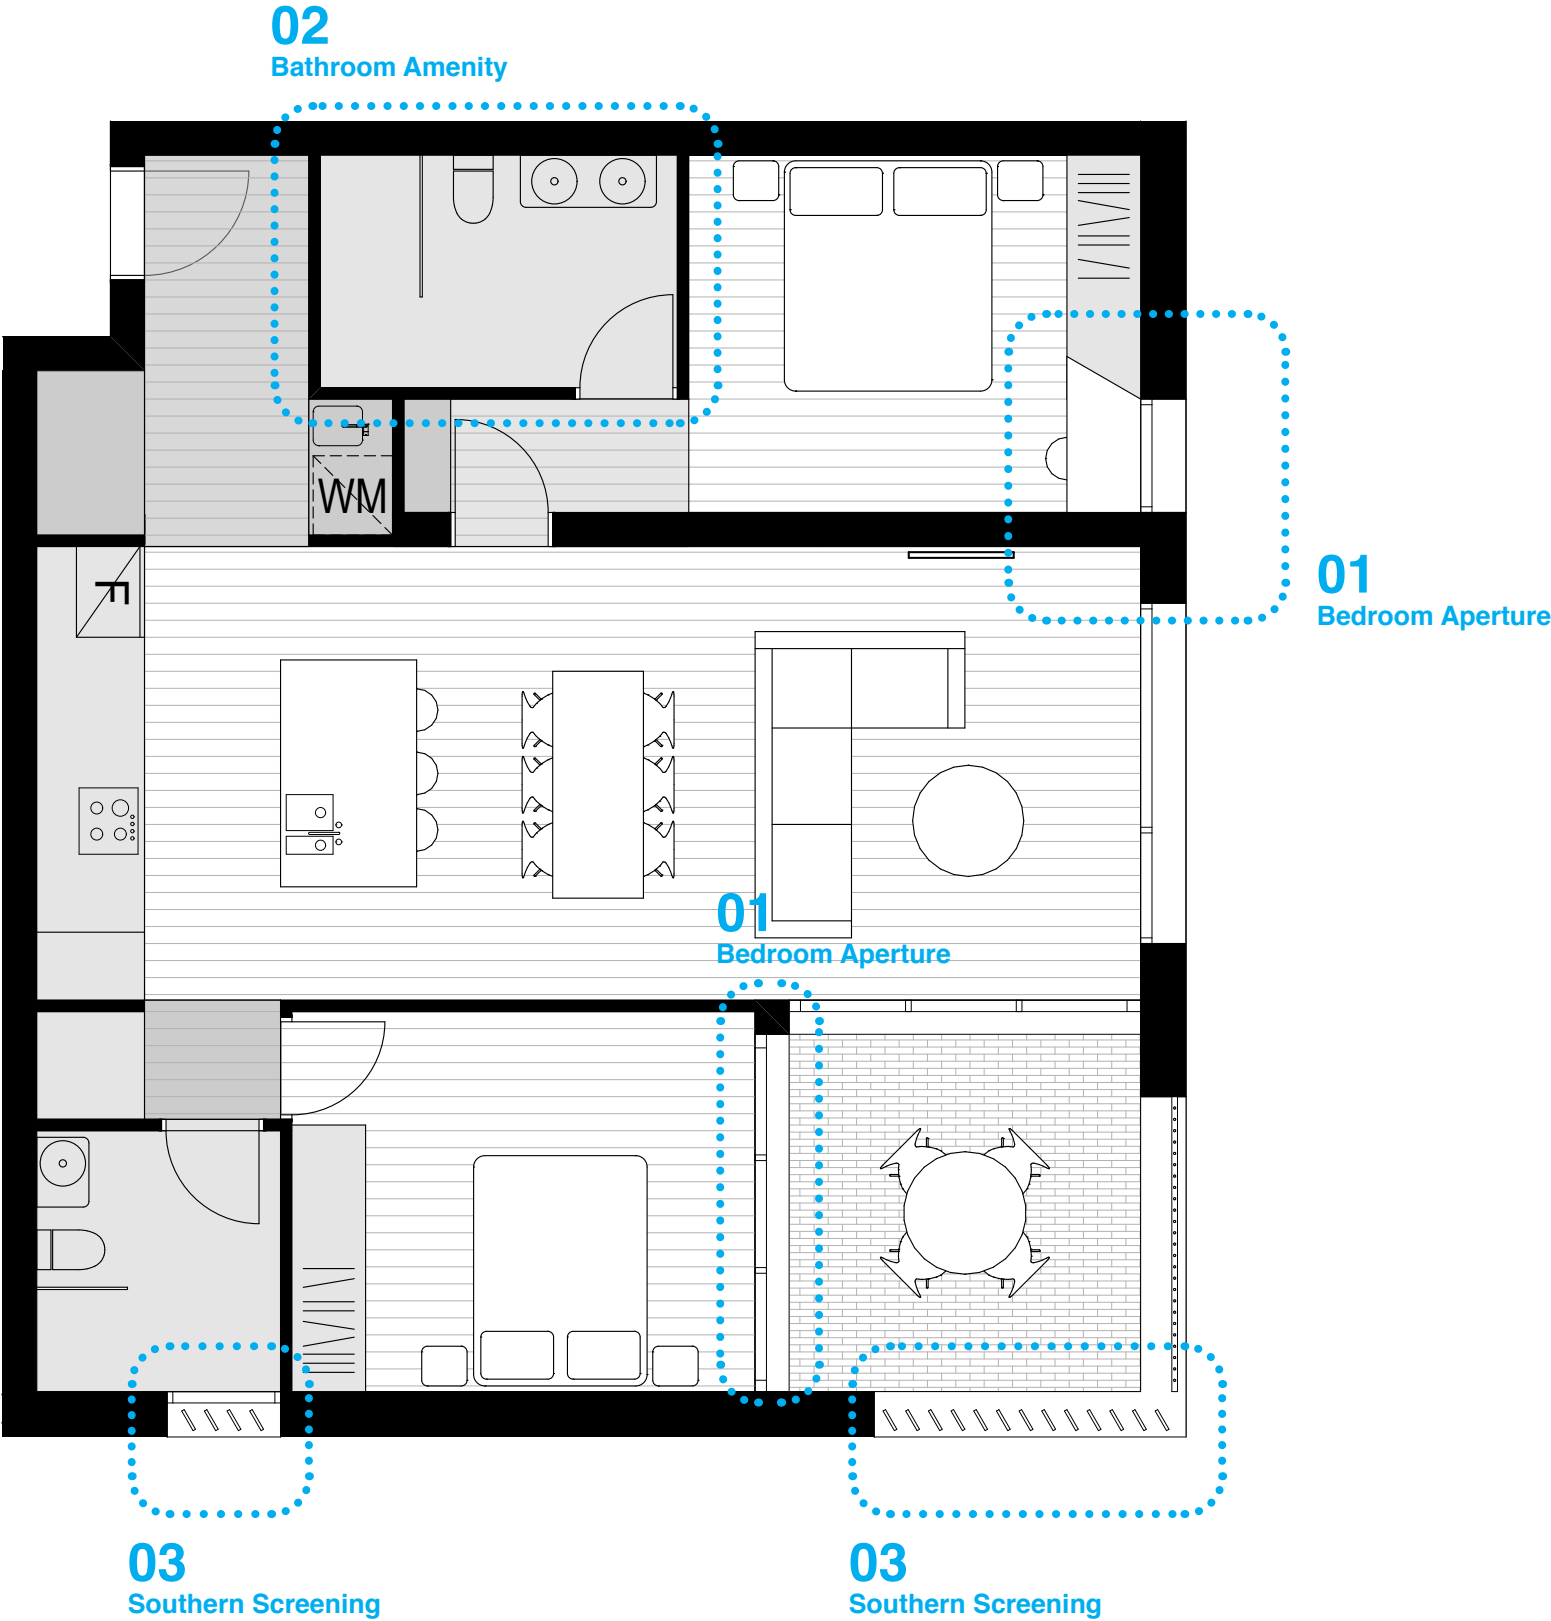 02
Bathroom Amenity
WM
F
01
Bedroom Aperture
01
Bedroom Aperture
03
Southern Screening
03
Southern Screening